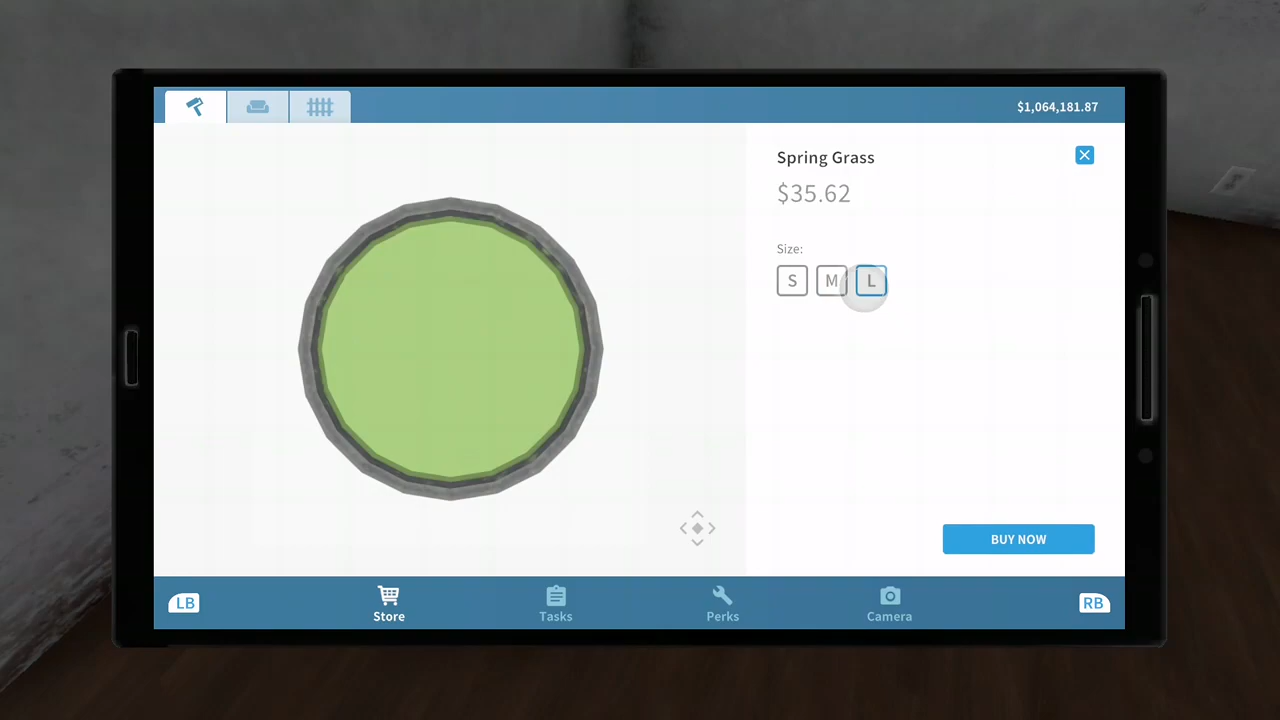 $1,064,181.87
Spring Grass
$35.62
Size:
S M L
BUY NOW
LB Store Tasks Perks Camera RB